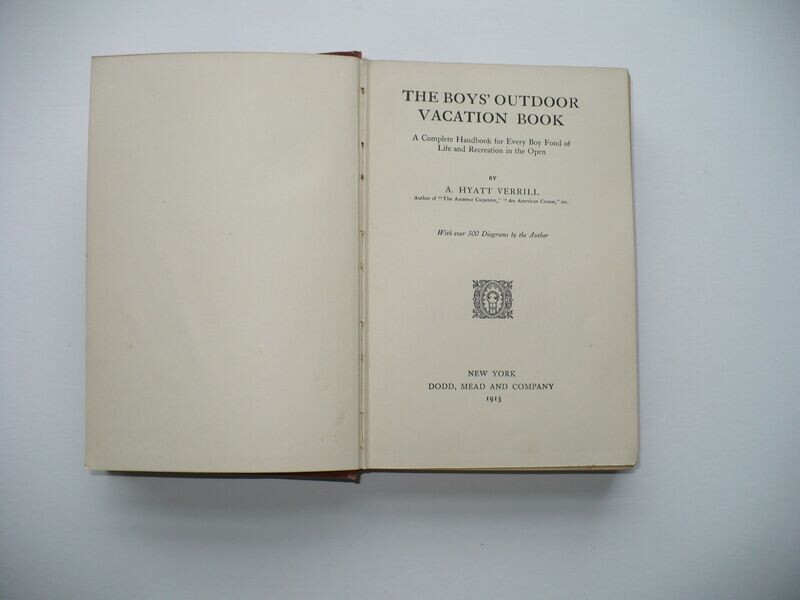 THE BOYS' OUTDOOR
VACATION BOOK
A Complete Handbook for Every Boy Fond of
Life and Recreation in the Open
BY
A. HYATT VERRILL
Author of "The Amateur Carpenter," "An American Crusoe," etc.
With over 300 Diagrams by the Author
NEW YORK
DODD, MEAD AND COMPANY
1915